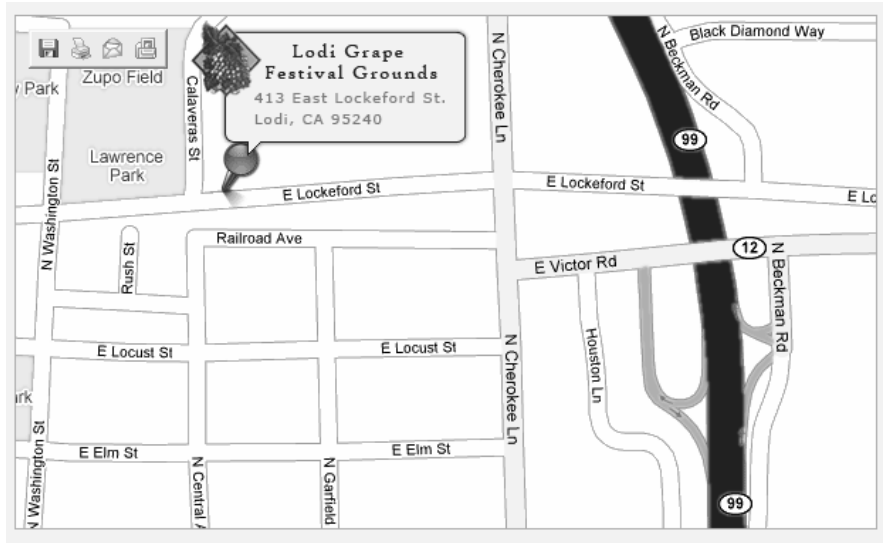 Lodi Grape
Festival Grounds
413 East Lockeford St.
Lodi, CA 95240
Park
Zupo Field
Lawrence
Park
Calaveras St
N Cherokee Ln
N Beckman Rd
Black Diamond Way
99
E Lockeford St
E Lockeford St
E Lo
N Washington St
Rush St
Railroad Ave
E Victor Rd
12
N Beckman Rd
Houston Ln
E Locust St
E Locust St
N Cherokee Ln
rk
N Washington St
E Elm St
E Elm St
N Central A
N Garfield
99